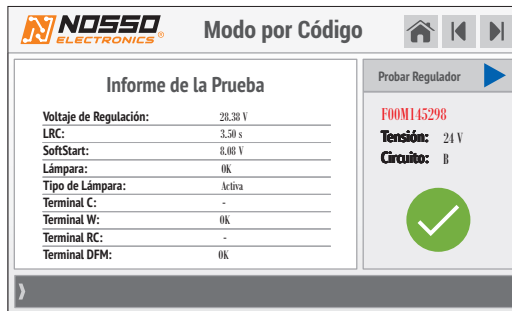 NOSSO
ELECTRONICS®
Modo por Código
Informe de la Prueba
Voltaje de Regulación: 28.38 V
LRC: 3.50 s
SoftStart: 8.08 V
Lámpara: OK
Tipo de Lámpara: Activa
Terminal C: -
Terminal W: OK
Terminal RC: -
Terminal DFM: OK
Probar Regulador
F00M145298
Tensión: 24 V
Circuito: B